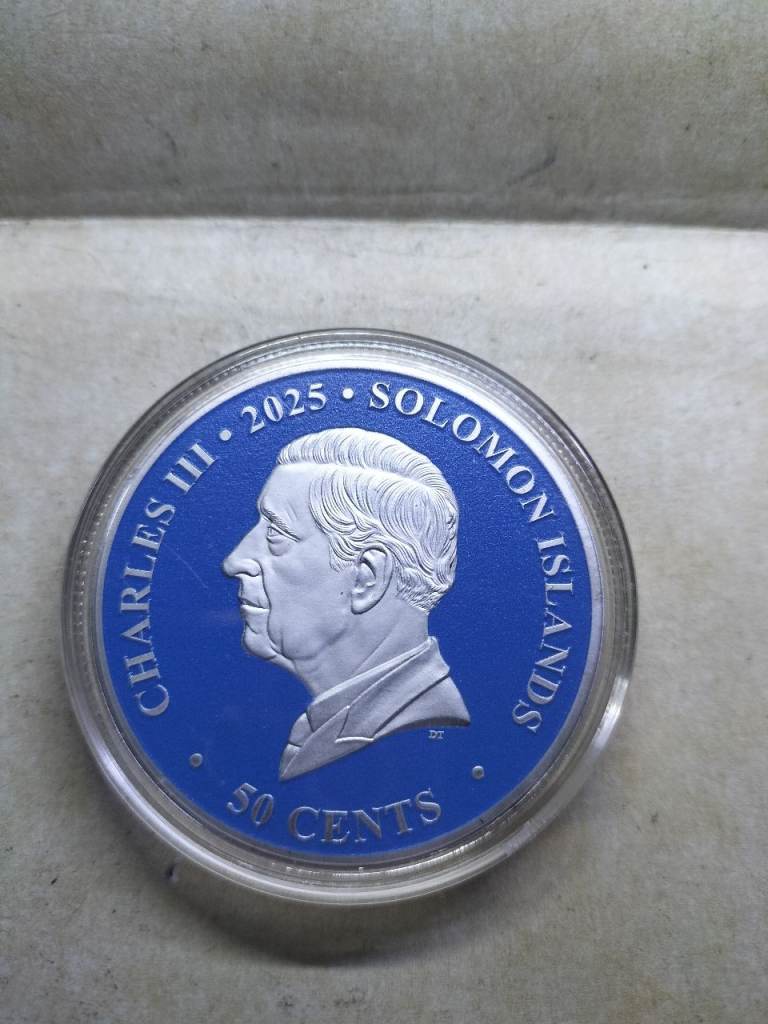 CHARLES III • 2025 • SOLOMON ISLANDS
DT
• 50 CENTS •